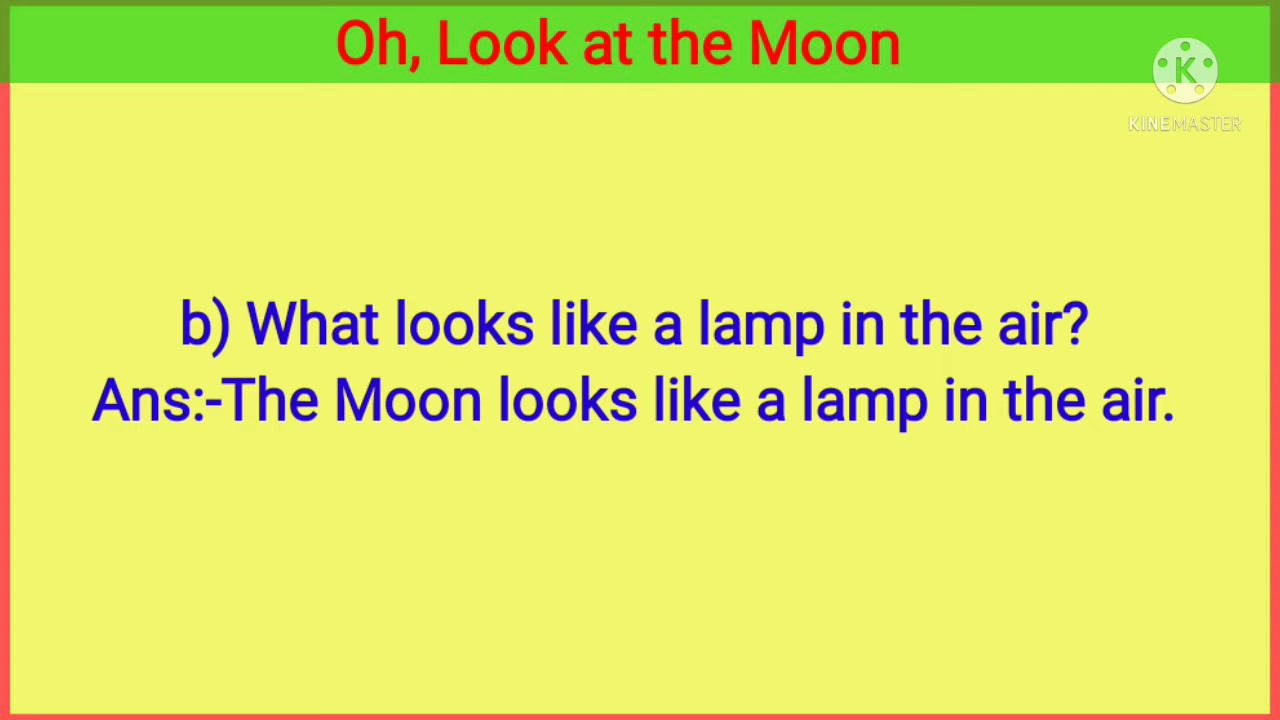 Oh, Look at the Moon
K
KINEMASTER
b) What looks like a lamp in the air?
Ans:-The Moon looks like a lamp in the air.